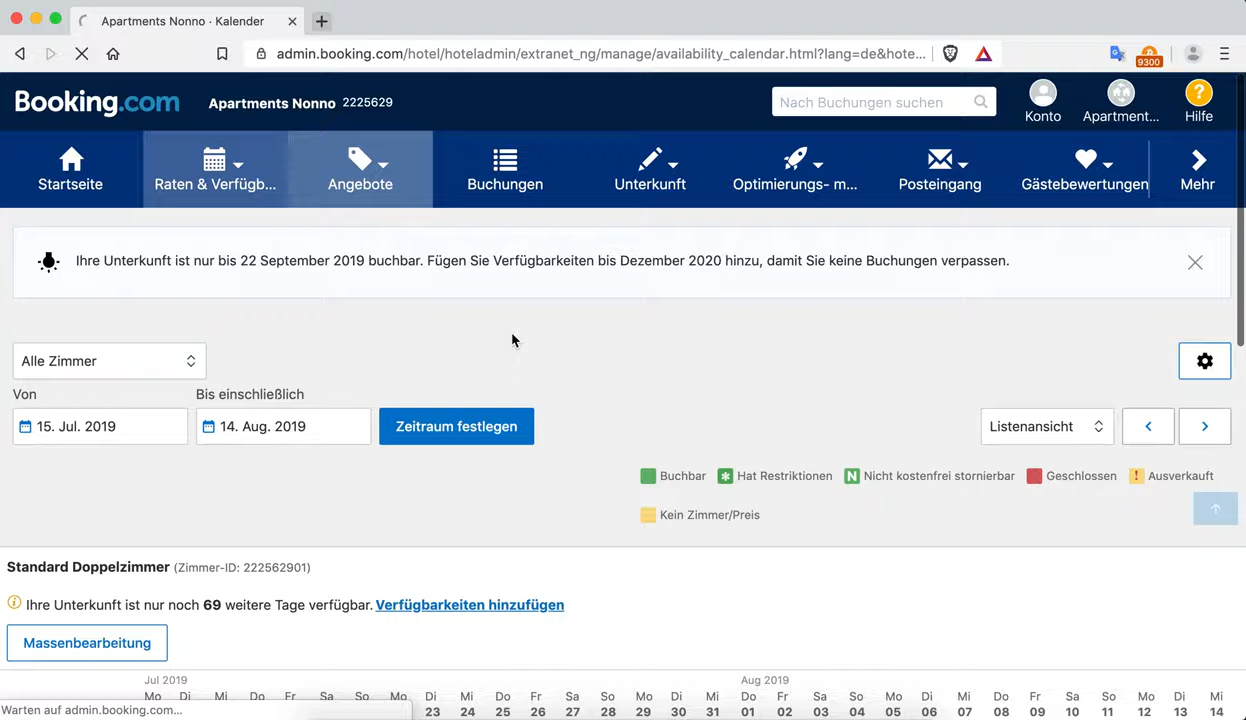 Apartments Nonno · Kalender
admin.booking.com/hotel/hoteladmin/extranet_ng/manage/availability_calendar.html?lang=de&hote...
9300
Booking.com
Apartments Nonno 2225629
Nach Buchungen suchen
Konto
Apartment...
Hilfe
Startseite
Raten & Verfügb...
Angebote
Buchungen
Unterkunft
Optimierungs- m...
Posteingang
Gästebewertungen
Mehr
Ihre Unterkunft ist nur bis 22 September 2019 buchbar. Fügen Sie Verfügbarkeiten bis Dezember 2020 hinzu, damit Sie keine Buchungen verpassen.
Alle Zimmer
Von Bis einschließlich
15. Jul. 2019 14. Aug. 2019 Zeitraum festlegen Listenansicht
Buchbar Hat Restriktionen N Nicht kostenfrei stornierbar Geschlossen ! Ausverkauft
Kein Zimmer/Preis
Standard Doppelzimmer (Zimmer-ID: 222562901)
Ihre Unterkunft ist nur noch 69 weitere Tage verfügbar. Verfügbarkeiten hinzufügen
Massenbearbeitung
Jul 2019 Aug 2019
Mo Di Mi Do Fr Sa So Mo Di Mi Do Fr Sa So Mo Di Mi Do Fr Sa So Mo Di Mi Do Fr Sa So Mo Di Mi
23 24 25 26 27 28 29 30 31 01 02 03 04 05 06 07 08 09 10 11 12 13 14
Warten auf admin.booking.com...